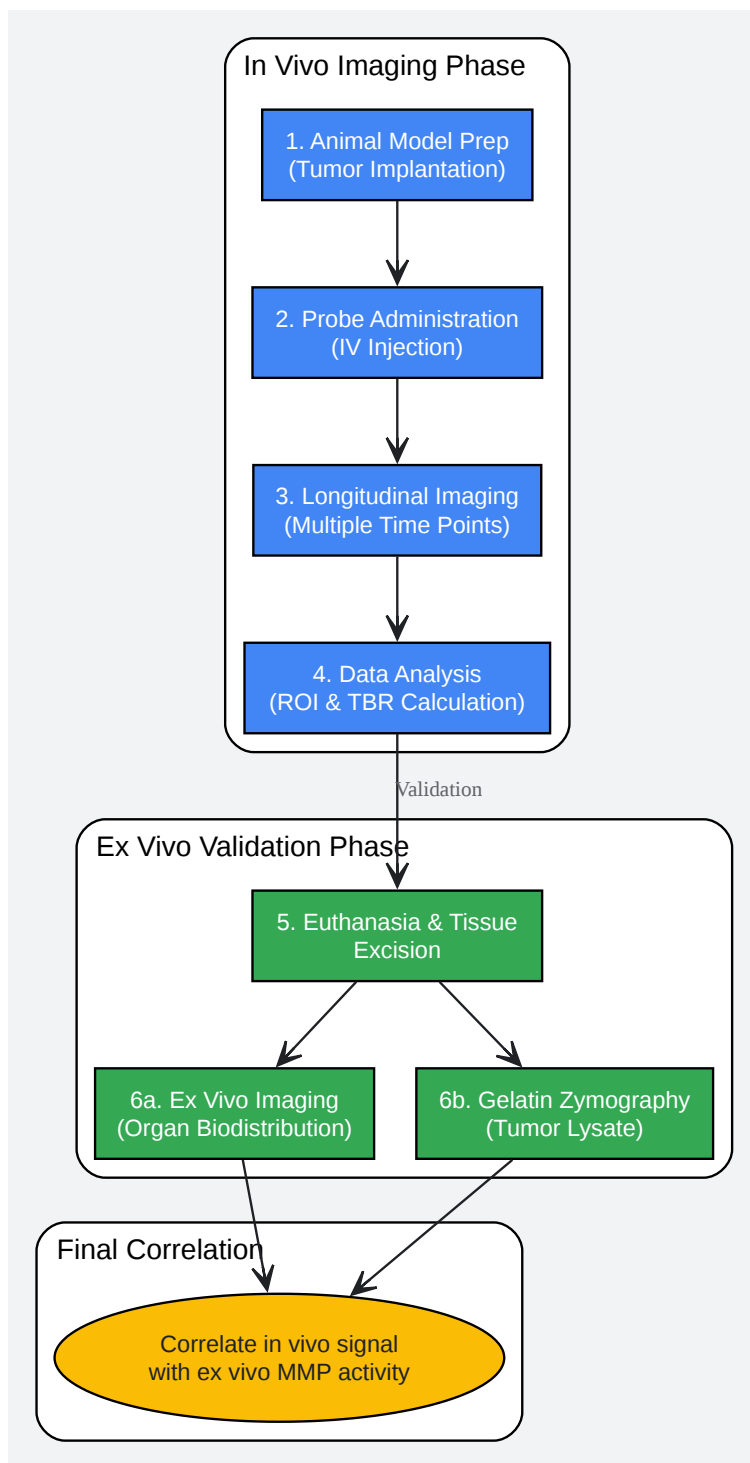 In Vivo Imaging Phase
1. Animal Model Prep
(Tumor Implantation)
2. Probe Administration
(IV Injection)
3. Longitudinal Imaging
(Multiple Time Points)
4. Data Analysis
(ROI & TBR Calculation)
Validation
Ex Vivo Validation Phase
5. Euthanasia & Tissue
Excision
6a. Ex Vivo Imaging
(Organ Biodistribution)
6b. Gelatin Zymography
(Tumor Lysate)
Final Correlation
Correlate in vivo signal
with ex vivo MMP activity